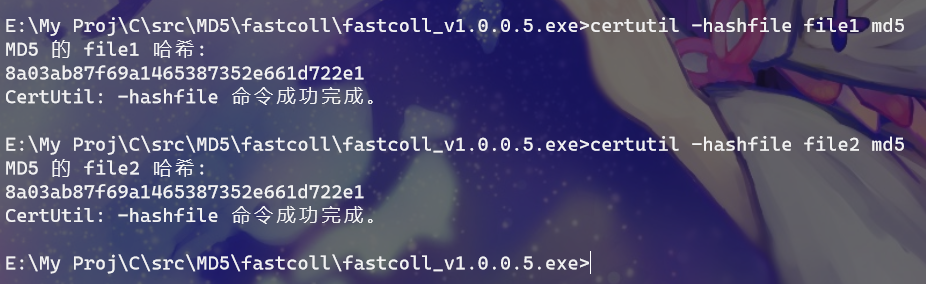 E:\My Proj\C\src\MD5\fastcoll\fastcoll_v1.0.0.5.exe>certutil -hashfile file1 md5
MD5 的 file1 哈希:
8a03ab87f69a1465387352e661d722e1
CertUtil: -hashfile 命令成功完成。
E:\My Proj\C\src\MD5\fastcoll\fastcoll_v1.0.0.5.exe>certutil -hashfile file2 md5
MD5 的 file2 哈希:
8a03ab87f69a1465387352e661d722e1
CertUtil: -hashfile 命令成功完成。
E:\My Proj\C\src\MD5\fastcoll\fastcoll_v1.0.0.5.exe>